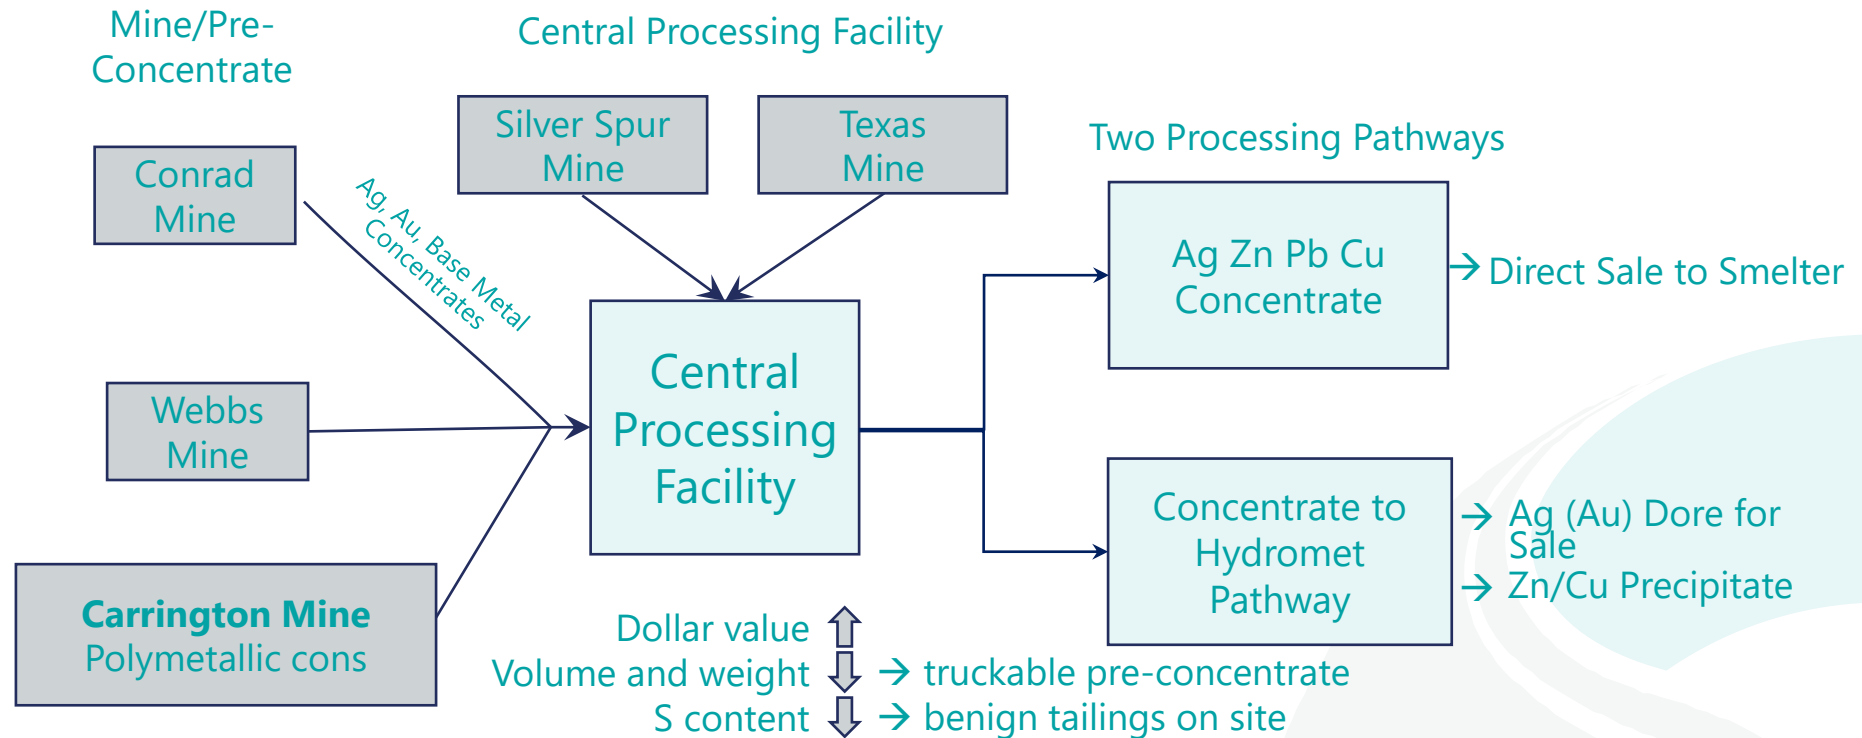 Mine/Pre-
Concentrate
Central Processing Facility
Silver Spur
Mine
Texas
Mine
Two Processing Pathways
Conrad
Mine
Ag, Au, Base Metal
Concentrates
Ag Zn Pb Cu
Concentrate
→ Direct Sale to Smelter
Webbs
Mine
Central
Processing
Facility
Carrington Mine
Polymetallic cons
Concentrate to
Hydromet
Pathway
→ Ag (Au) Dore for
Sale
→ Zn/Cu Precipitate
Dollar value
Volume and weight → truckable pre-concentrate
S content → benign tailings on site